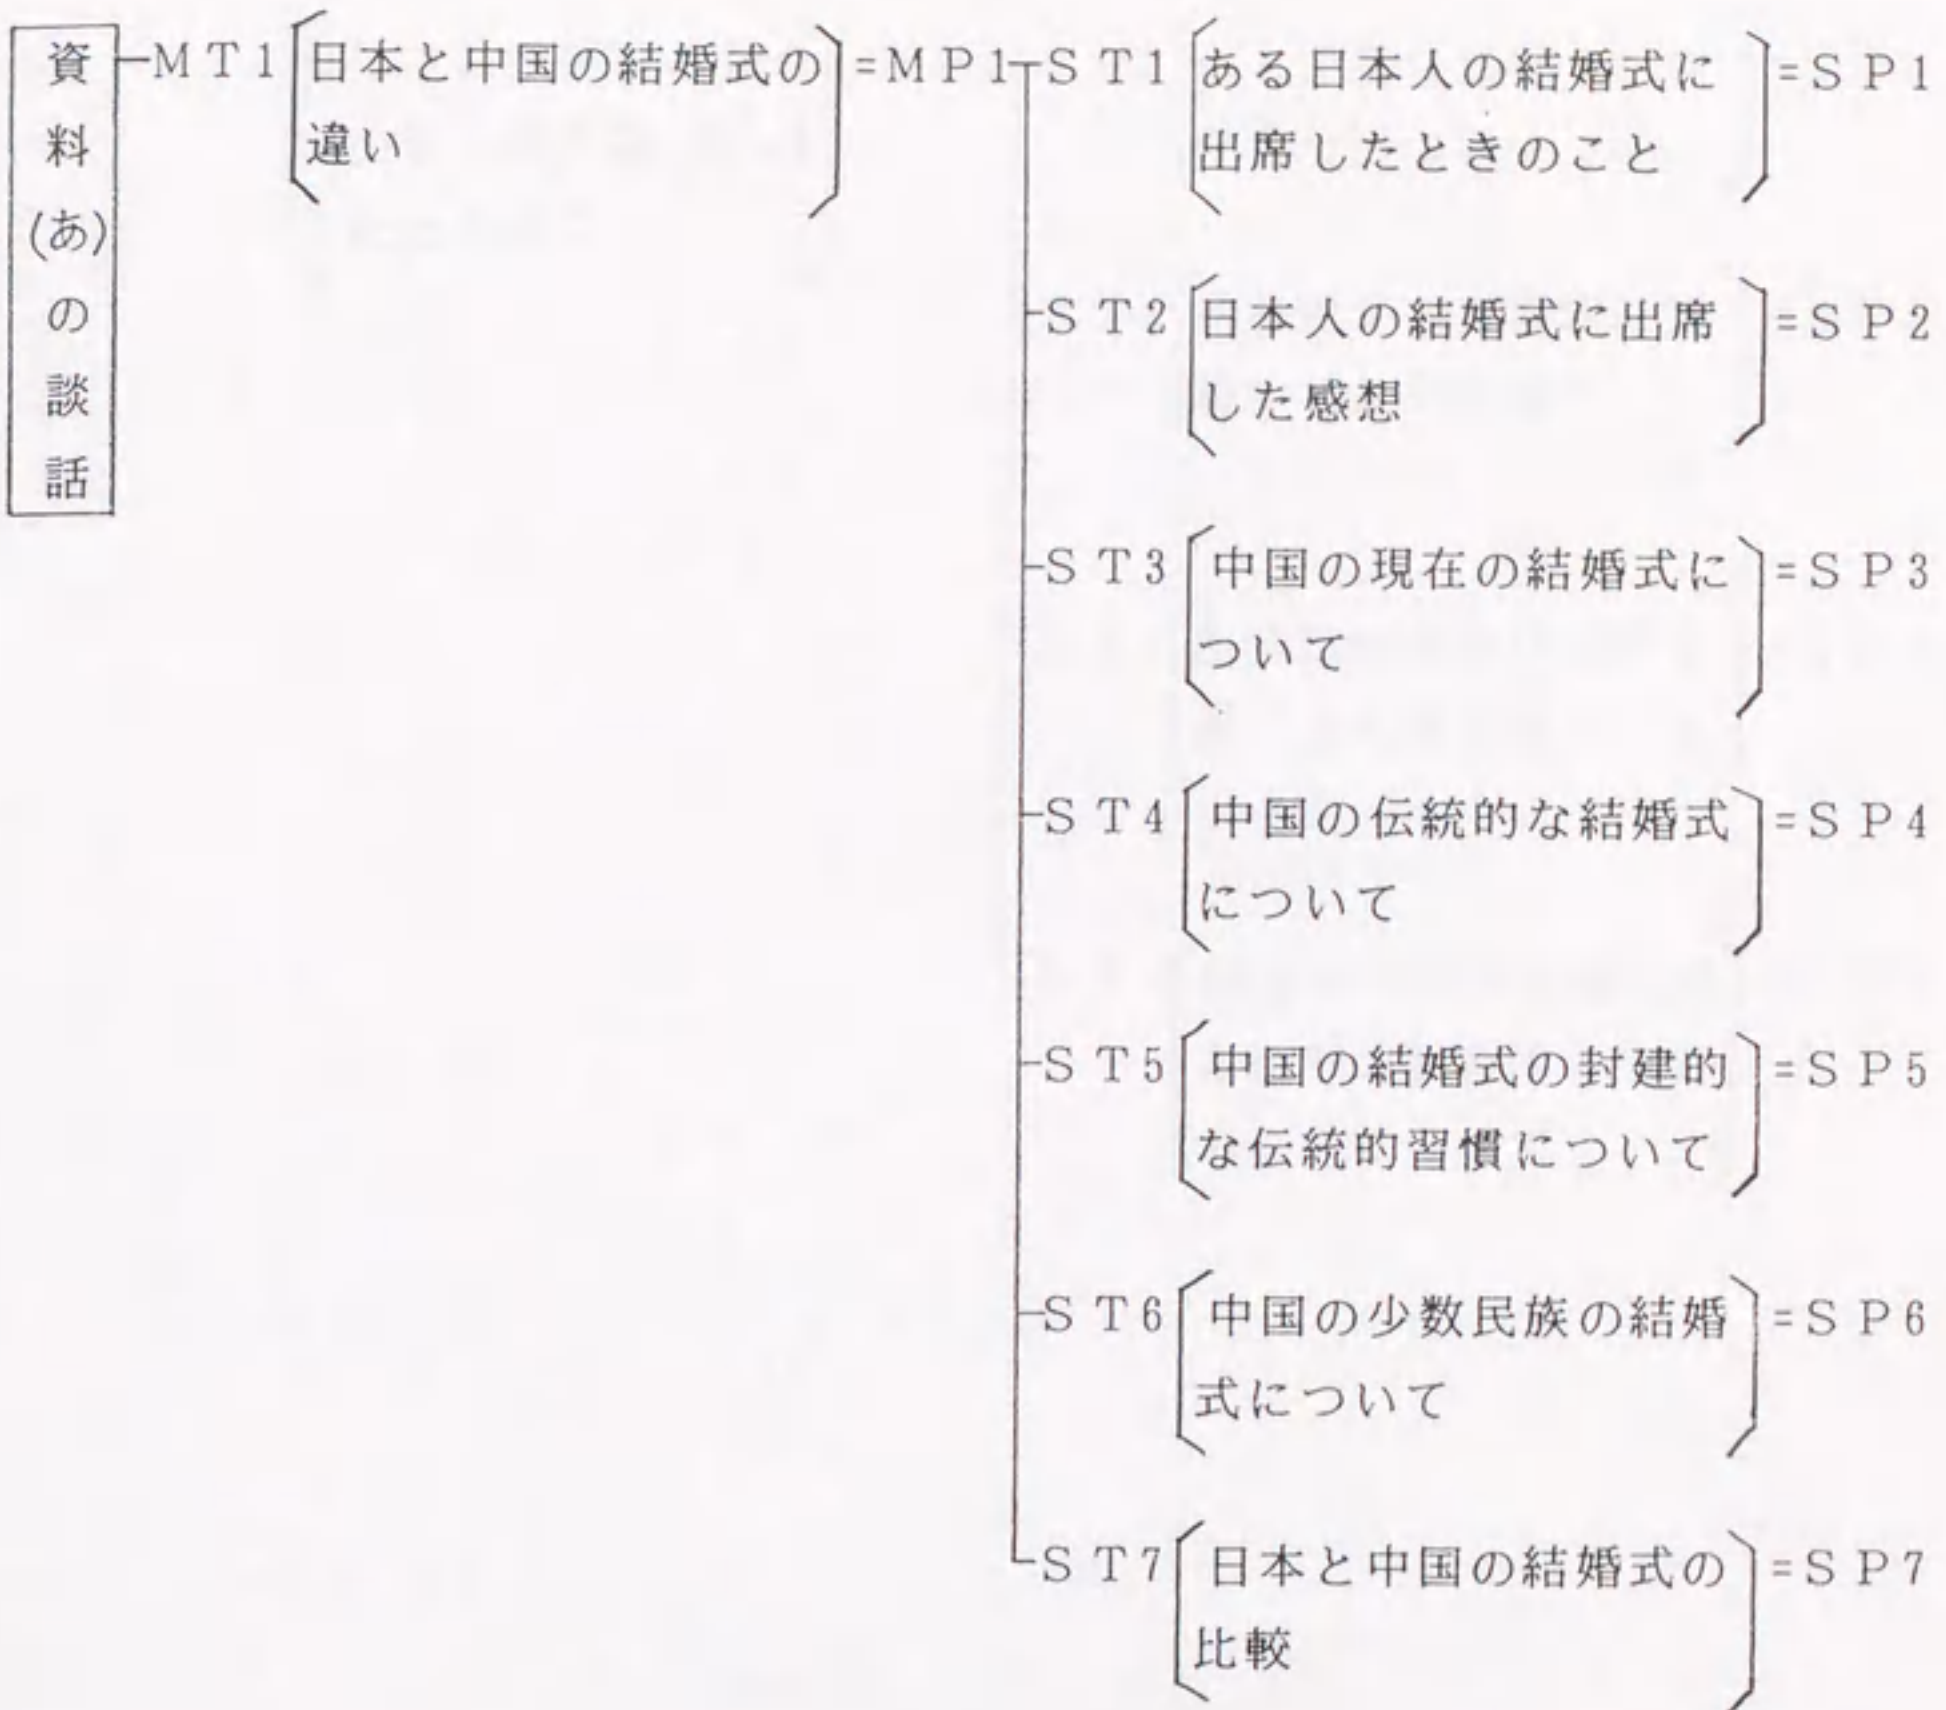 資料(あ)の談話
MT1 日本と中国の結婚式の =MP1
違い
ST1 ある日本人の結婚式に =SP1
出席したときのこと
ST2 日本人の結婚式に出席 =SP2
した感想
ST3 中国の現在の結婚式に =SP3
ついて
ST4 中国の伝統的な結婚式 =SP4
について
ST5 中国の結婚式の封建的 =SP5
な伝統的習慣について
ST6 中国の少数民族の結婚 =SP6
式について
ST7 日本と中国の結婚式の =SP7
比較